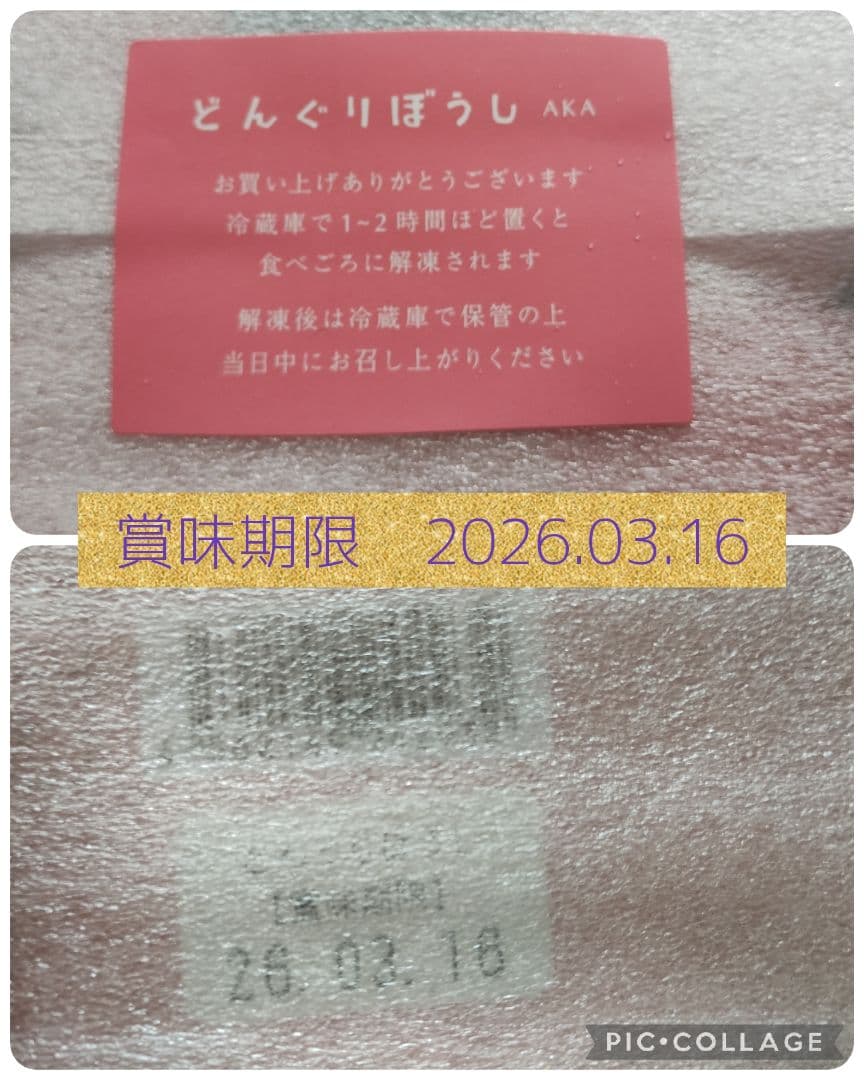 どんぐりぼうし AKA
お買い上げありがとうございます
冷蔵庫で1~2時間ほど置くと
食べごろに解凍されます
解凍後は冷蔵庫で保管の上
当日中にお召し上がりください
賞味期限 2026.03.16
【賞味期限】
26.03.16
PIC•COLLAGE